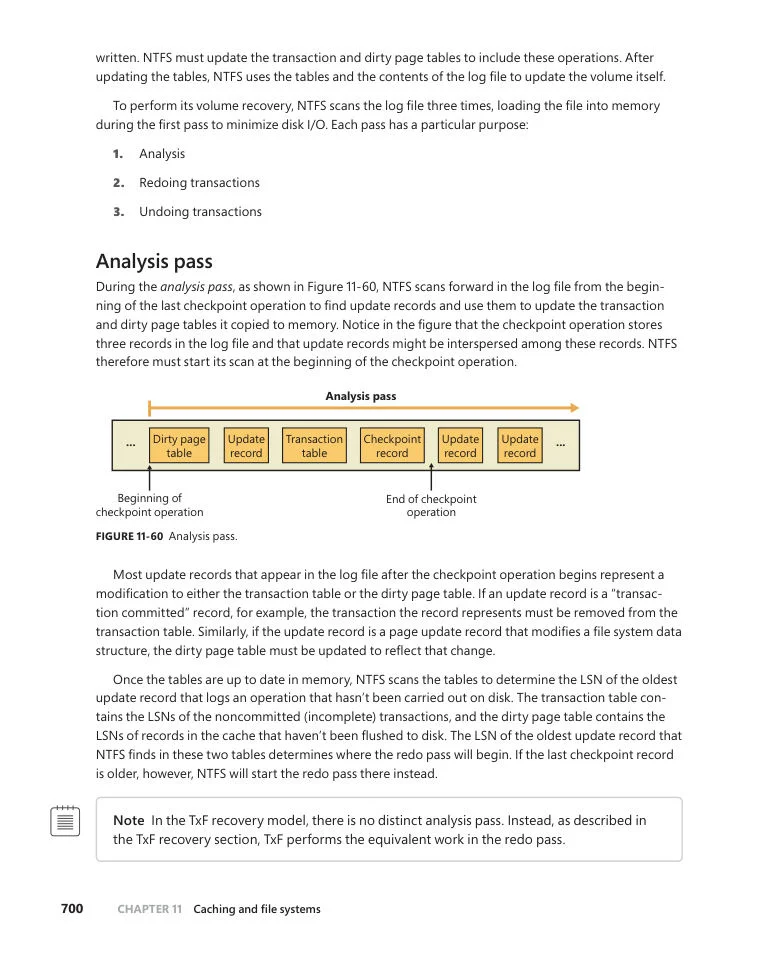 written. NTFS must update the transaction and dirty page tables to include these operations. After
updating the tables, NTFS uses the tables and the contents of the log file to update the volume itself.
To perform its volume recovery, NTFS scans the log file three times, loading the file into memory
during the first pass to minimize disk I/O. Each pass has a particular purpose:
1. Analysis
2. Redoing transactions
3. Undoing transactions
Analysis pass
During the analysis pass, as shown in Figure 11-60, NTFS scans forward in the log file from the begin-
ning of the last checkpoint operation to find update records and use them to update the transaction
and dirty page tables it copied to memory. Notice in the figure that the checkpoint operation stores
three records in the log file and that update records might be interspersed among these records. NTFS
therefore must start its scan at the beginning of the checkpoint operation.
Analysis pass
...
Dirty page
table
Update
record
Transaction
table
Checkpoint
record
Update
record
Update
record
...
Beginning of
checkpoint operation
End of checkpoint
operation
FIGURE 11-60 Analysis pass.
Most update records that appear in the log file after the checkpoint operation begins represent a
modification to either the transaction table or the dirty page table. If an update record is a “transac-
tion committed” record, for example, the transaction the record represents must be removed from the
transaction table. Similarly, if the update record is a page update record that modifies a file system data
structure, the dirty page table must be updated to reflect that change.
Once the tables are up to date in memory, NTFS scans the tables to determine the LSN of the oldest
update record that logs an operation that hasn’t been carried out on disk. The transaction table con-
tains the LSNs of the noncommitted (incomplete) transactions, and the dirty page table contains the
LSNs of records in the cache that haven’t been flushed to disk. The LSN of the oldest update record that
NTFS finds in these two tables determines where the redo pass will begin. If the last checkpoint record
is older, however, NTFS will start the redo pass there instead.
Note In the TxF recovery model, there is no distinct analysis pass. Instead, as described in
the TxF recovery section, TxF performs the equivalent work in the redo pass.
700 CHAPTER 11 Caching and file systems